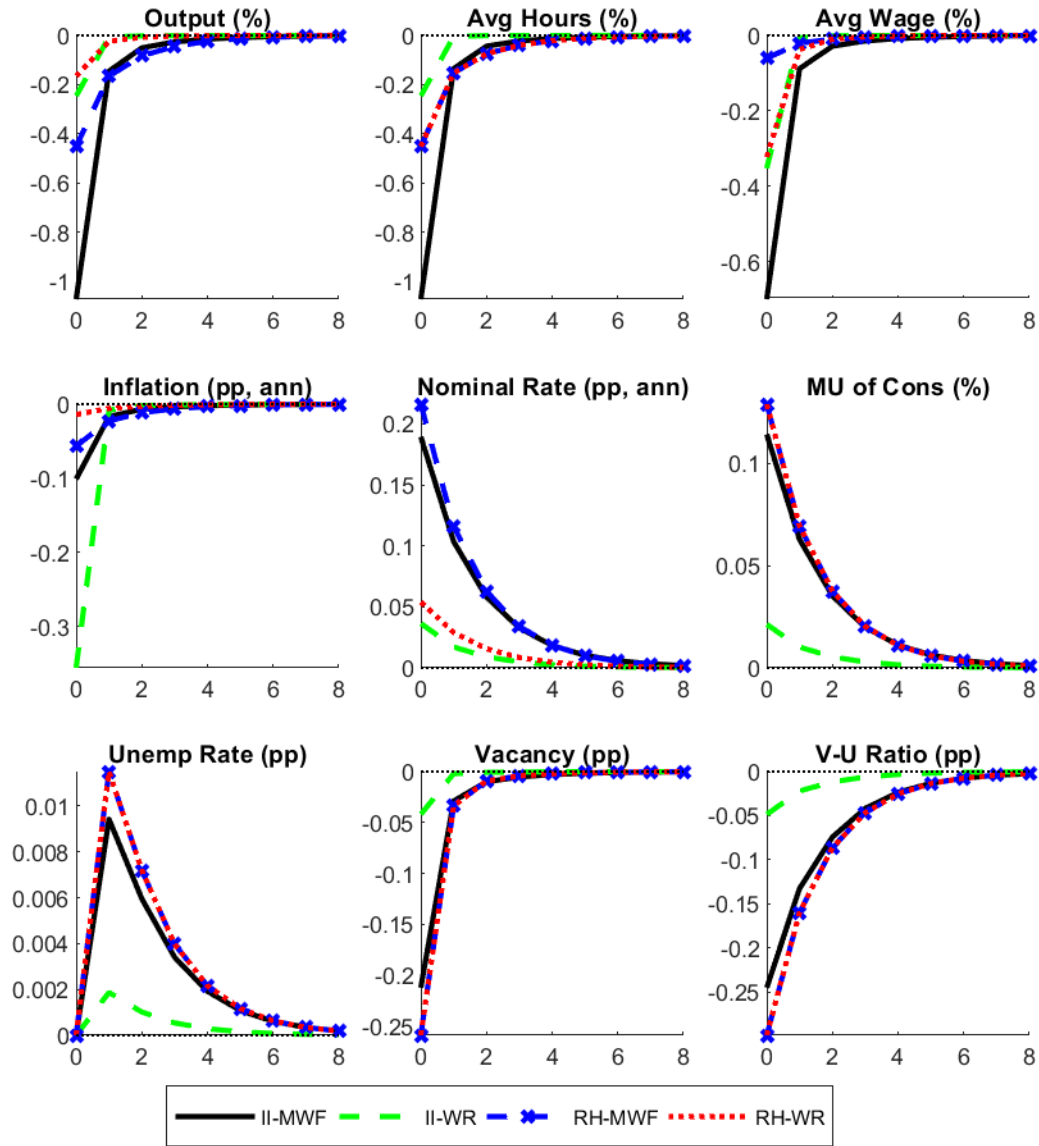 Output (%)
0
-0.2
-0.4
-0.6
-0.8
-1
0 2 4 6 8
Avg Hours (%)
0
-0.2
-0.4
-0.6
-0.8
-1
0 2 4 6 8
Avg Wage (%)
0
-0.2
-0.4
-0.6
0 2 4 6 8
Inflation (pp, ann)
0
-0.1
-0.2
-0.3
0 2 4 6 8
Nominal Rate (pp, ann)
0.2
0.15
0.1
0.05
0
0 2 4 6 8
MU of Cons (%)
0.1
0.05
0
0 2 4 6 8
Unemp Rate (pp)
0.01
0.008
0.006
0.004
0.002
0
0 2 4 6 8
Vacancy (pp)
0
-0.05
-0.1
-0.15
-0.2
-0.25
0 2 4 6 8
V-U Ratio (pp)
0
-0.05
-0.1
-0.15
-0.2
-0.25
0 2 4 6 8
II-MWF II-WR RH-MWF RH-WR